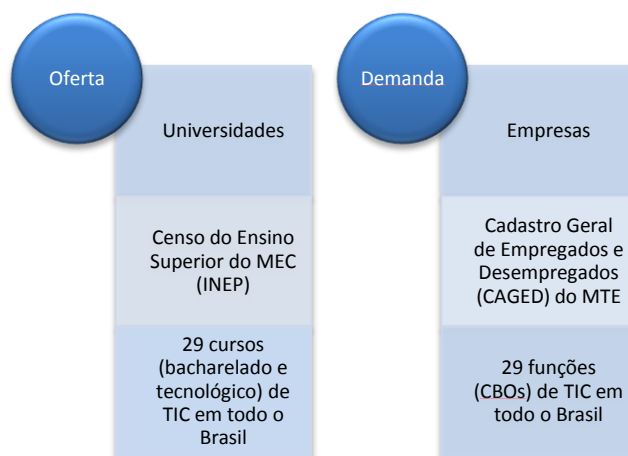 Oferta
Universidades
Censo do Ensino
Superior do MEC
(INEP)
29 cursos
(bacharelado e
tecnológico) de
TIC em todo o
Brasil
Demanda
Empresas
Cadastro Geral
de Empregados e
Desempregados
(CAGED) do MTE
29 funções
(CBOs) de TIC em
todo o Brasil